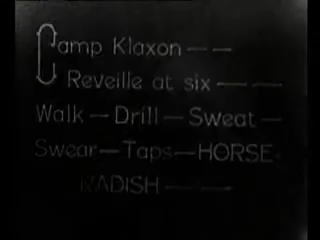 Camp Klaxon — —
Reveille at six — —
Walk — Drill — Sweat —
Swear — Taps — HORSE-
RADISH — —